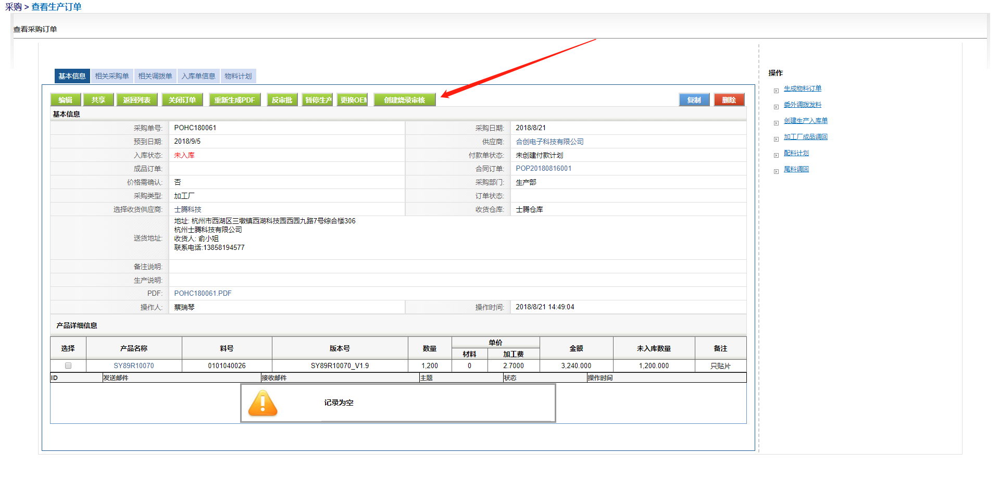 采购 > 查看生产订单
查看采购订单
基本信息 相关采购单 相关调拨单 入库单信息 物料计划
编辑 共享 返回列表 关闭订单 重新生成PDF 反审批 暂停生产 更换OEM 创建烧录审核 复制 删除
基本信息
采购单号: POHC180061 采购日期: 2018/8/21
预到日期: 2018/9/5 供应商: 合创电子科技有限公司
入库状态: 未入库 付款单状态: 未创建付款计划
成品订单: 合同订单: POP20180816001
价格需确认: 否 采购部门: 生产部
采购类型: 加工厂 订单状态:
选择收货供应商: 士腾科技 收货仓库: 士腾仓库
送货地址: 地址: 杭州市西湖区三墩镇西湖科技园西园九路7号综合楼306
杭州士腾科技有限公司
收货人: 俞小姐
联系电话:13858194577
备注说明:
生产说明:
PDF: POHC180061.PDF
操作人: 蔡瑞琴 操作时间: 2018/8/21 14:49:04
产品详细信息
选择 产品名称 料号 版本号 数量 单价 金额 未入库数量 备注
材料 加工费
SY89R10070 0101040026 SY89R10070_V1.9 1,200 0 2.7000 3,240.000 1,200.000 只贴片
ID 发送邮件 接收邮件 主题 状态 操作时间
记录为空
操作
生成物料订单
委外调拨发料
创建生产入库单
加工厂成品调回
配料计划
尾料调回